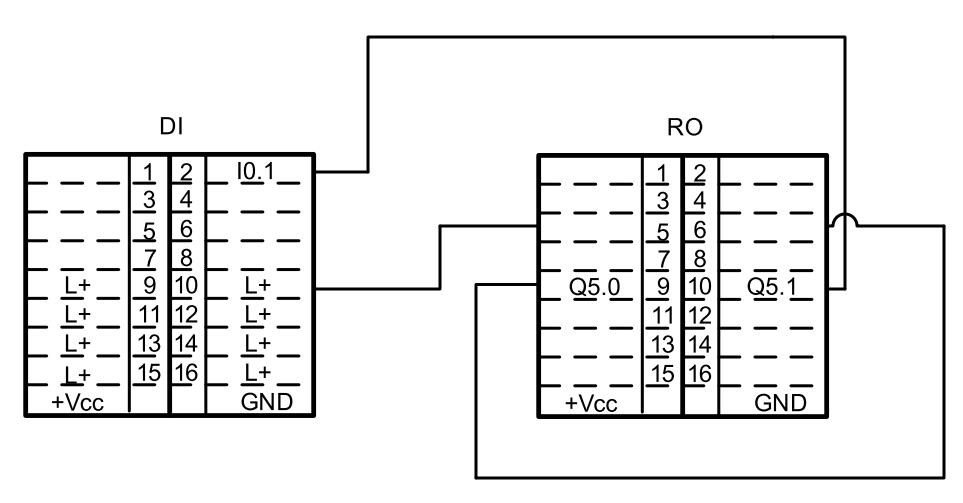 DI
1 2 I0.1
3 4
5 6
7 8
L+ 9 10 L+
L+ 11 12 L+
L+ 13 14 L+
L+ 15 16 L+
+Vcc GND
RO
1 2
3 4
5 6
7 8
Q5.0 9 10 Q5.1
11 12
13 14
15 16
+Vcc GND